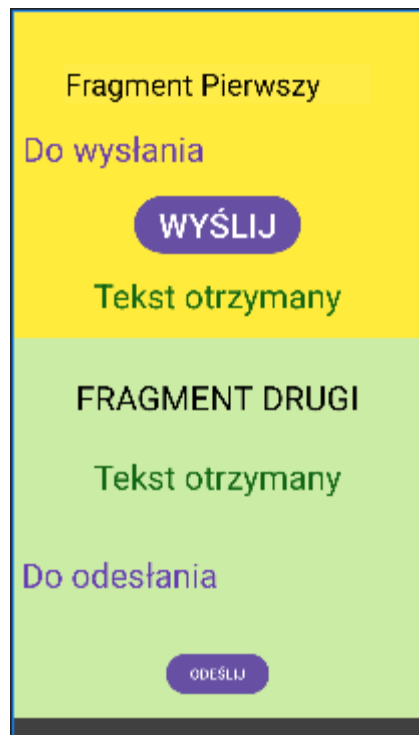 Fragment Pierwszy
Do wysłania
WYŚLIJ
Tekst otrzymany
FRAGMENT DRUGI
Tekst otrzymany
Do odesłania
ODEŚLIJ